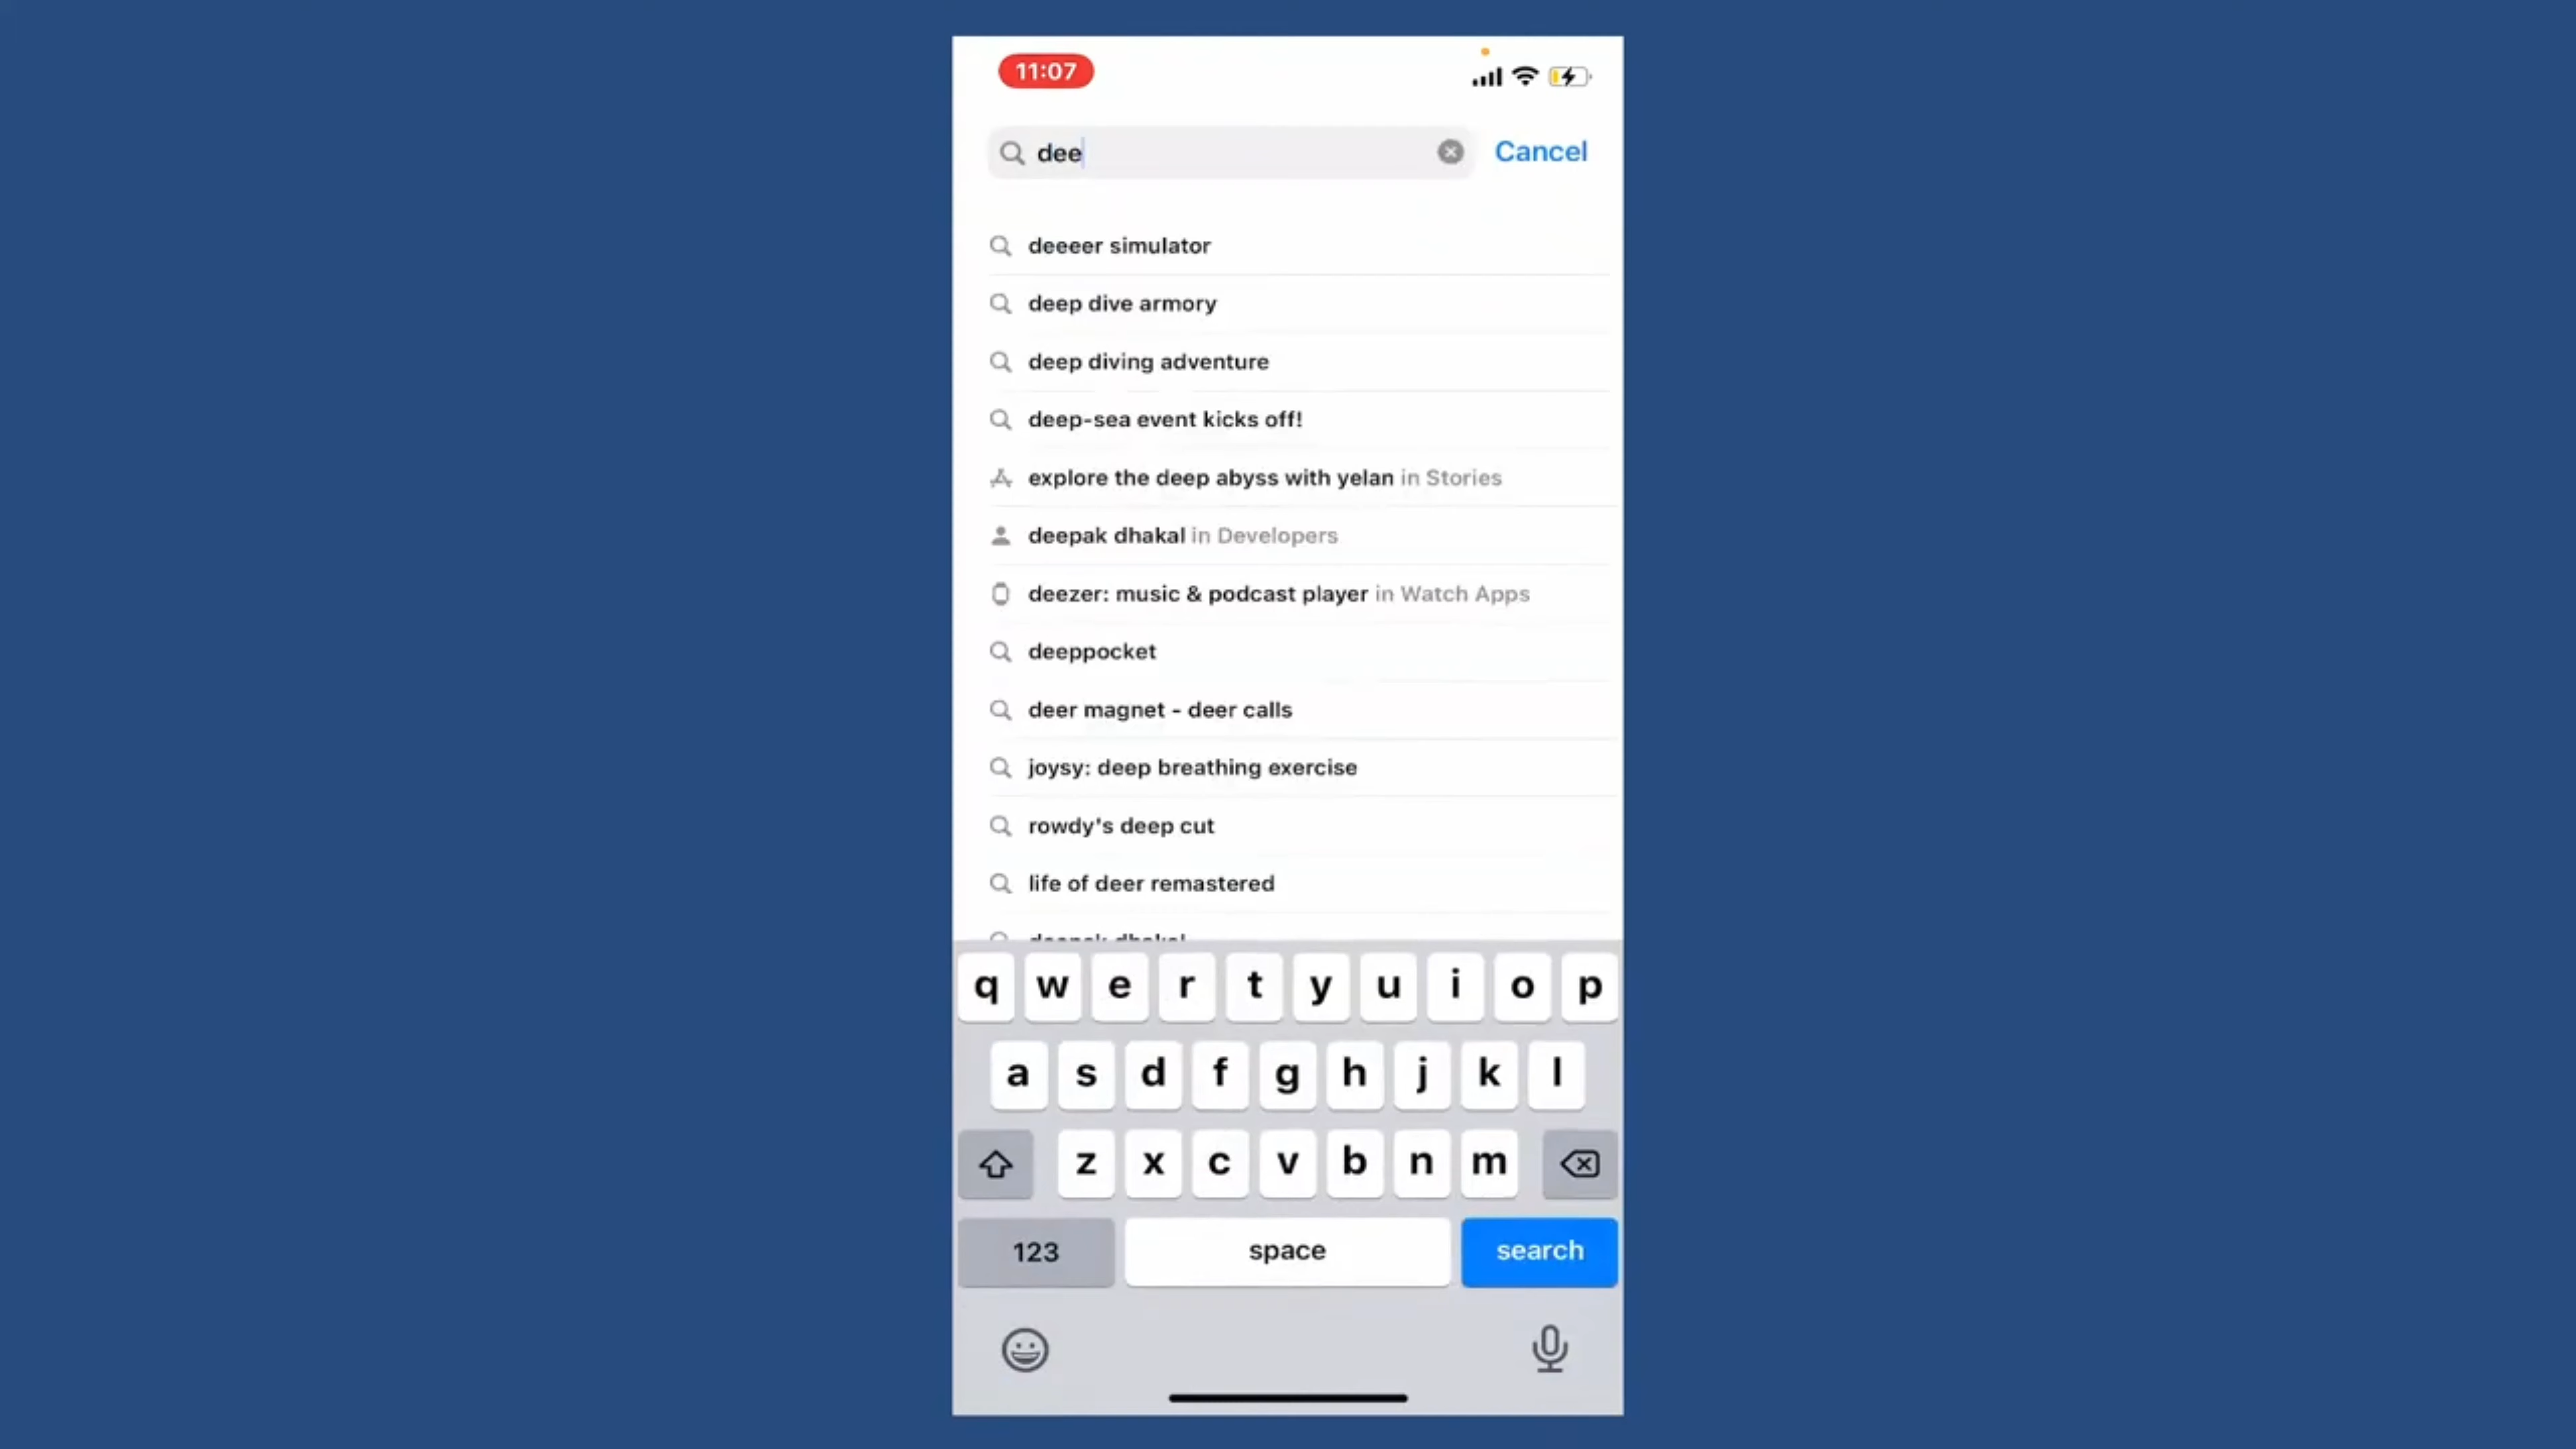 11:07
dee
Cancel
deeeer simulator
deep dive armory
deep diving adventure
deep-sea event kicks off!
explore the deep abyss with yelan in Stories
deepak dhakal in Developers
deezer: music & podcast player in Watch Apps
deeppocket
deer magnet - deer calls
joysy: deep breathing exercise
rowdy's deep cut
life of deer remastered
q w e r t y u i o p
a s d f g h j k l
z x c v b n m
123 space search